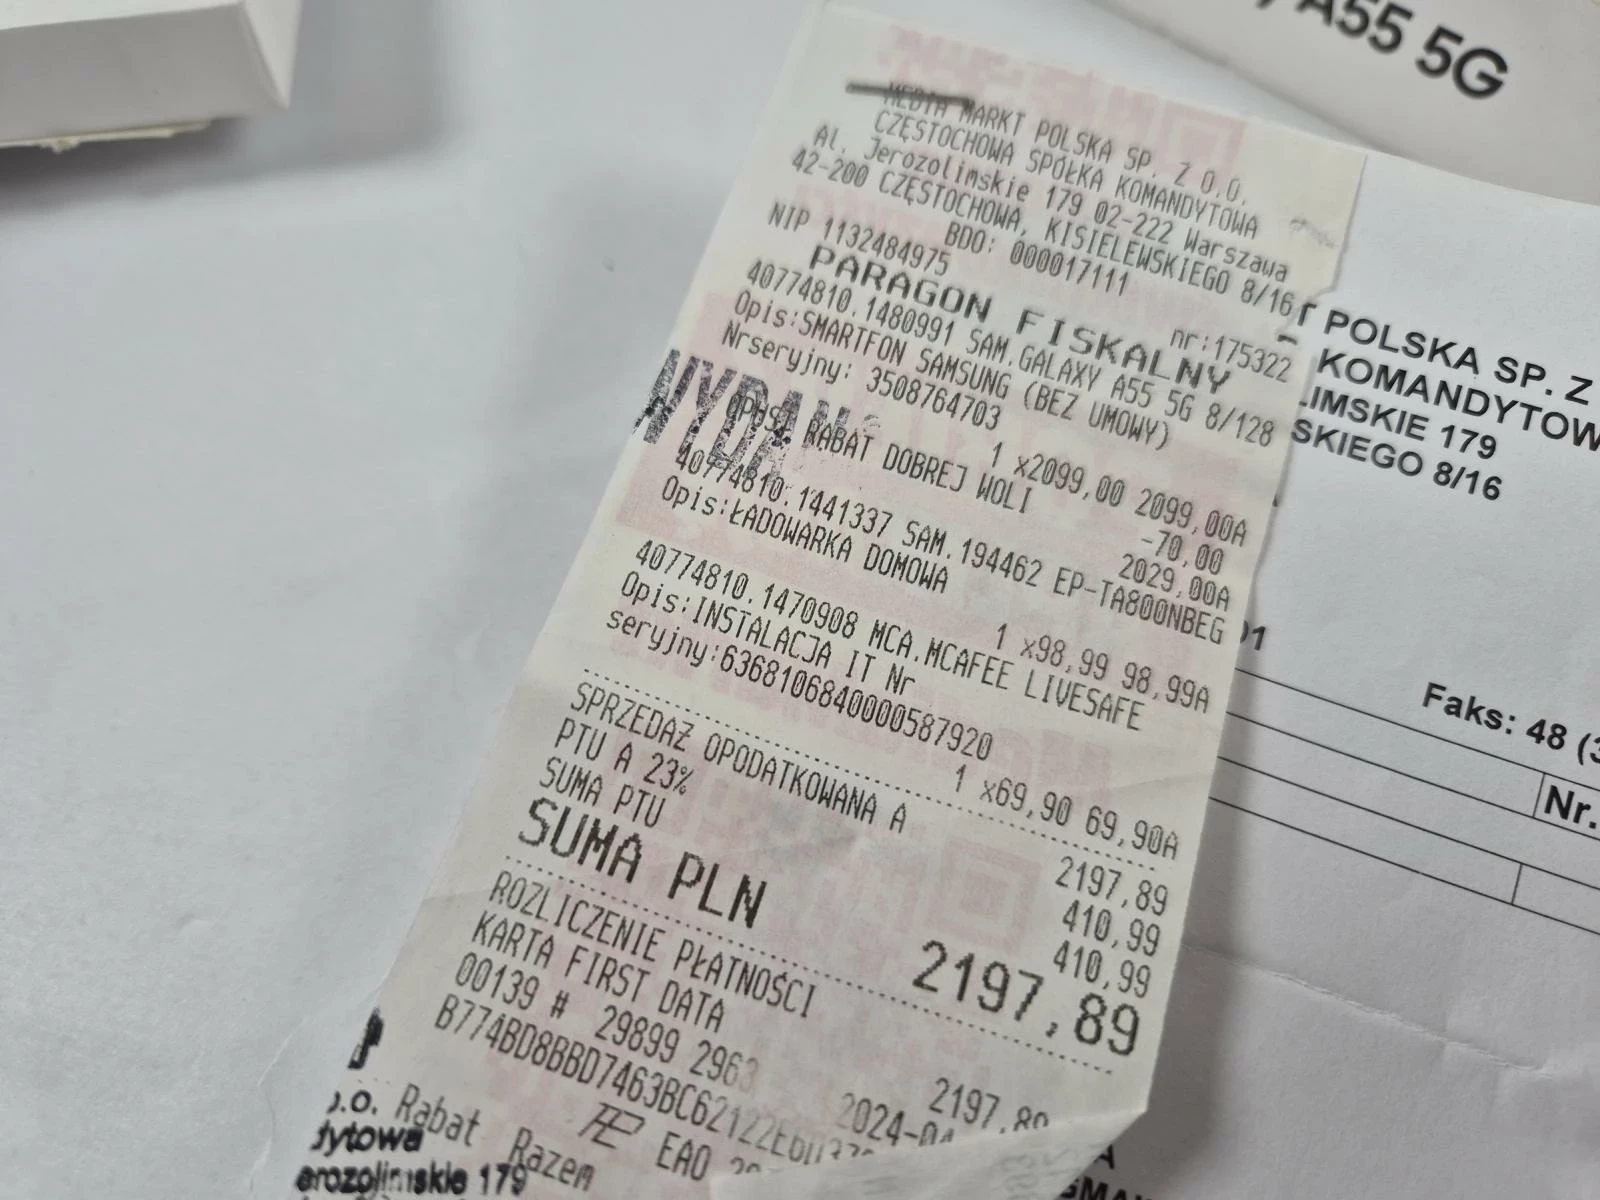 A55 5G
MEDIA MARKT POLSKA SP. Z O.O.
CZĘSTOCHOWA SPÓŁKA KOMANDYTOWA
Al. Jerozolimskie 179 02-222 Warszawa
42-200 CZĘSTOCHOWA, KISIELEWSKIEGO 8/16
BDO: 000017111
NIP 1132484975
nr:175322
PARAGON FISKALNY
40774810.1480991 SAM.GALAXY A55 5G 8/128
Opis:SMARTFON SAMSUNG (BEZ UMOWY)
Nrseryjny: 3508764703
1 x2099,00 2099,00A
OPUST RABAT DOBREJ WOLI
-70,00
2029,00A
40774810.1441337 SAM.194462 EP-TA800NBEG
Opis:ŁADOWARKA DOMOWA
1 x98,99 98,99A
40774810.1470908 MCA.MCAFEE LIVESAFE
Opis:INSTALACJA IT Nr
seryjny:6368106840000587920
1 x69,90 69,90A
SPRZEDAŻ OPODATKOWANA A 2197,89
PTU A 23% 410,99
SUMA PTU 410,99
SUMA PLN 2197,89
ROZLICZENIE PŁATNOŚCI
KARTA FIRST DATA 2197,89
00139 # 29899 2963 2024-04
EAO
Rabat Razem
T POLSKA SP. Z
KOMANDYTOW
LIMSKIE 179
SKIEGO 8/16
01
Faks: 48 (3
Nr.
.o.
dytowa
erozolimskie 179